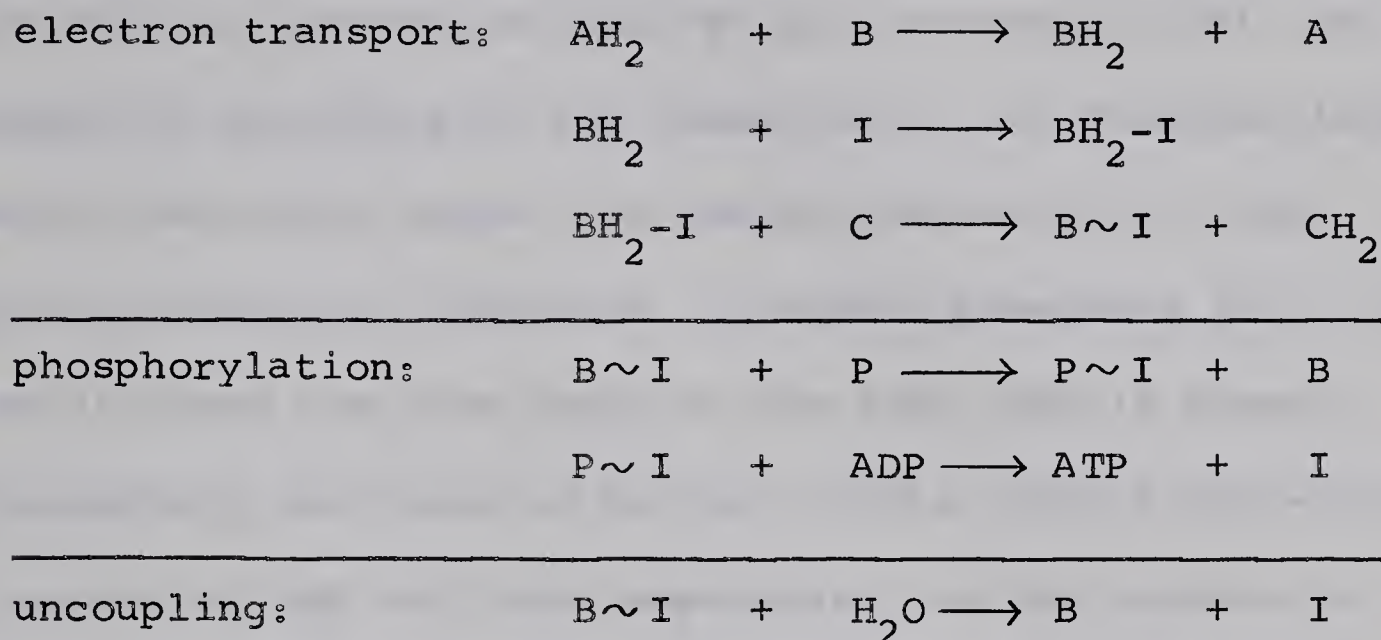 electron transport: AH₂ + B ⟶ BH₂ + A
BH₂ + I ⟶ BH₂-I
BH₂-I + C ⟶ B~I + CH₂
phosphorylation: B~I + P ⟶ P~I + B
P~I + ADP ⟶ ATP + I
uncoupling: B~I + H₂O ⟶ B + I